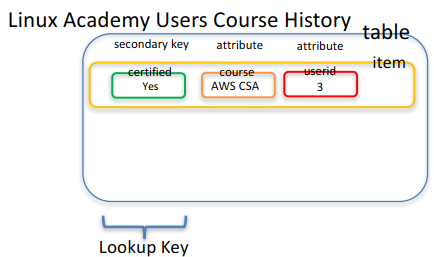 Linux Academy Users Course History
table
secondary key attribute attribute
item
certified course userid
Yes AWS CSA 3
Lookup Key